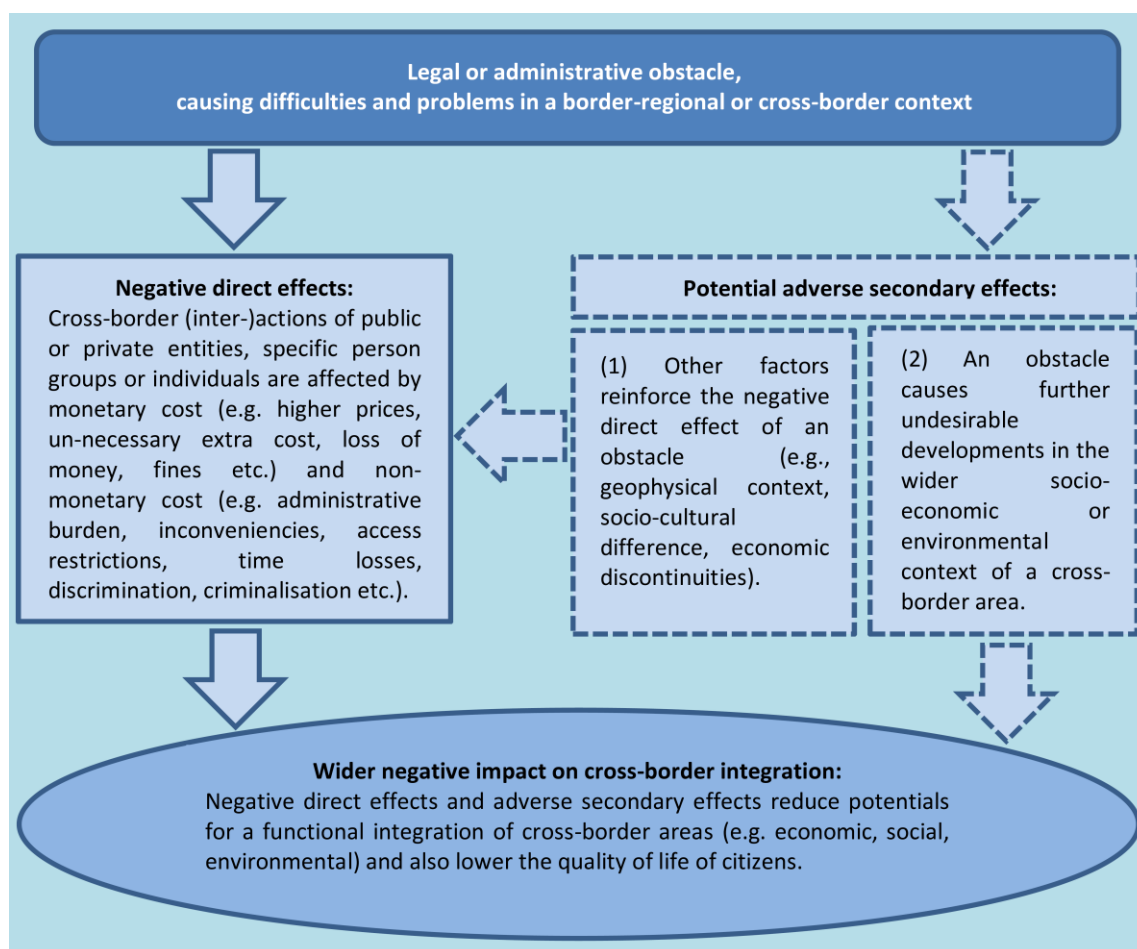 Legal or administrative obstacle,
causing difficulties and problems in a border-regional or cross-border context
Negative direct effects:
Cross-border (inter-)actions of public
or private entities, specific person
groups or individuals are affected by
monetary cost (e.g. higher prices,
un-necessary extra cost, loss of
money, fines etc.) and non-
monetary cost (e.g. administrative
burden, inconveniencies, access
restrictions, time losses,
discrimination, criminalisation etc.).
Potential adverse secondary effects:
(1) Other factors
reinforce the negative
direct effect of an
obstacle (e.g.,
geophysical context,
socio-cultural
difference, economic
discontinuities).
(2) An obstacle
causes further
undesirable
developments in the
wider socio-
economic or
environmental
context of a cross-
border area.
Wider negative impact on cross-border integration:
Negative direct effects and adverse secondary effects reduce potentials
for a functional integration of cross-border areas (e.g. economic, social,
environmental) and also lower the quality of life of citizens.